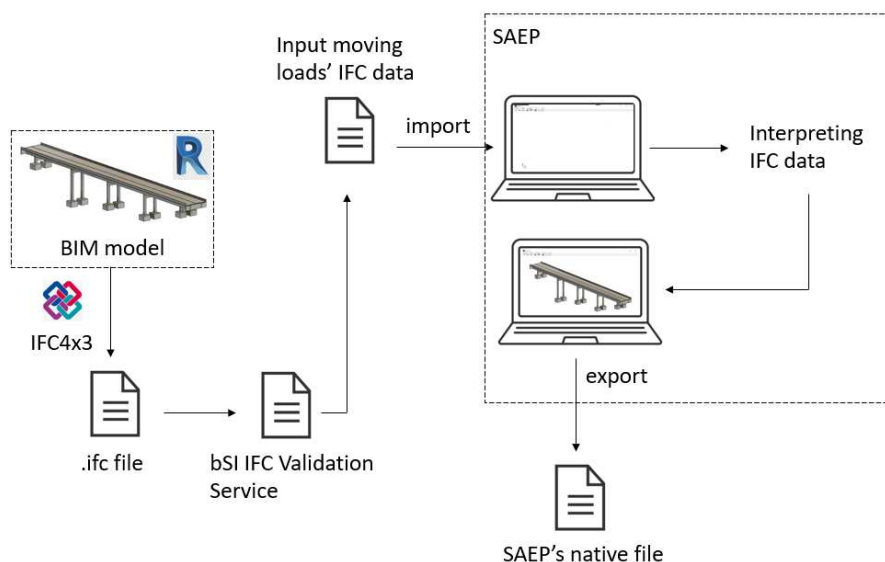 SAEP
Input moving
loads' IFC data
import
Interpreting
IFC data
R
BIM model
IFC4x3
export
.ifc file
bSI IFC Validation
Service
SAEP's native file